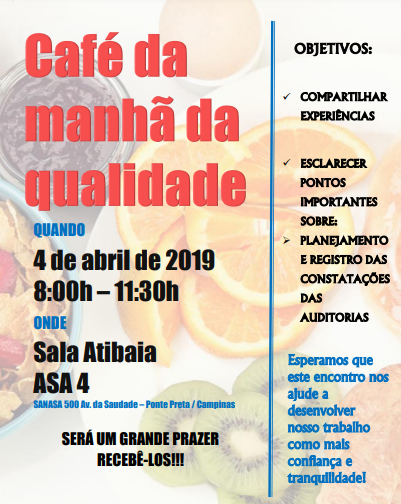 Café da
manhã da
qualidade
QUANDO
4 de abril de 2019
8:00h – 11:30h
ONDE
Sala Atibaia
ASA 4
SANASA 500 Av. da Saudade – Ponte Preta / Campinas
SERÁ UM GRANDE PRAZER
RECEBÊ-LOS!!!
OBJETIVOS:
✓ COMPARTILHAR
EXPERIÊNCIAS
✓ ESCLARECER
PONTOS
IMPORTANTES
SOBRE:
➢ PLANEJAMENTO
E REGISTRO DAS
CONSTATAÇÕES
DAS
AUDITORIAS
Esperamos que
este encontro nos
ajude a
desenvolver
nosso trabalho
como mais
confiança e
tranquilidade!